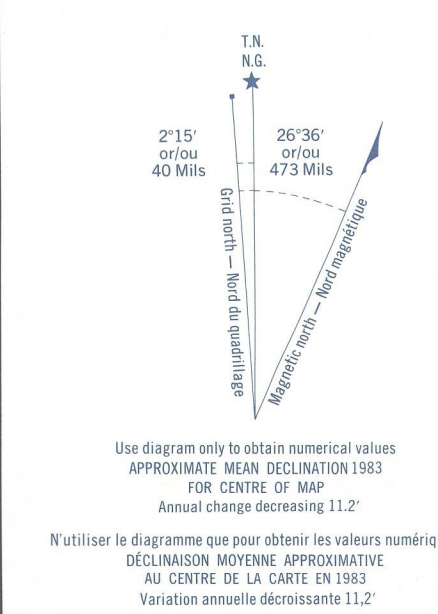 T.N.
N.G.
2°15′
or/ou
40 Mils
26°36′
or/ou
473 Mils
Grid north — Nord du quadrillage
Magnetic north — Nord magnétique
Use diagram only to obtain numerical values
APPROXIMATE MEAN DECLINATION 1983
FOR CENTRE OF MAP
Annual change decreasing 11.2′
N'utiliser le diagramme que pour obtenir les valeurs numériq
DÉCLINAISON MOYENNE APPROXIMATIVE
AU CENTRE DE LA CARTE EN 1983
Variation annuelle décroissante 11,2′